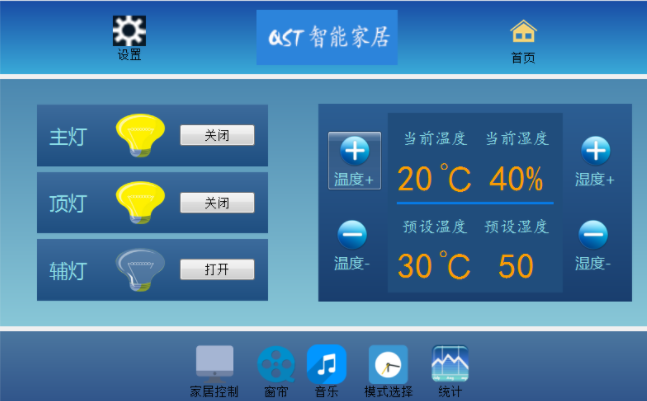 设置
QST 智能家居
首页
主灯
关闭
顶灯
关闭
辅灯
打开
温度+
温度-
当前温度 当前湿度
20℃ 40%
预设温度 预设湿度
30℃ 50
湿度+
湿度-
家居控制 窗帘 音乐 模式选择 统计